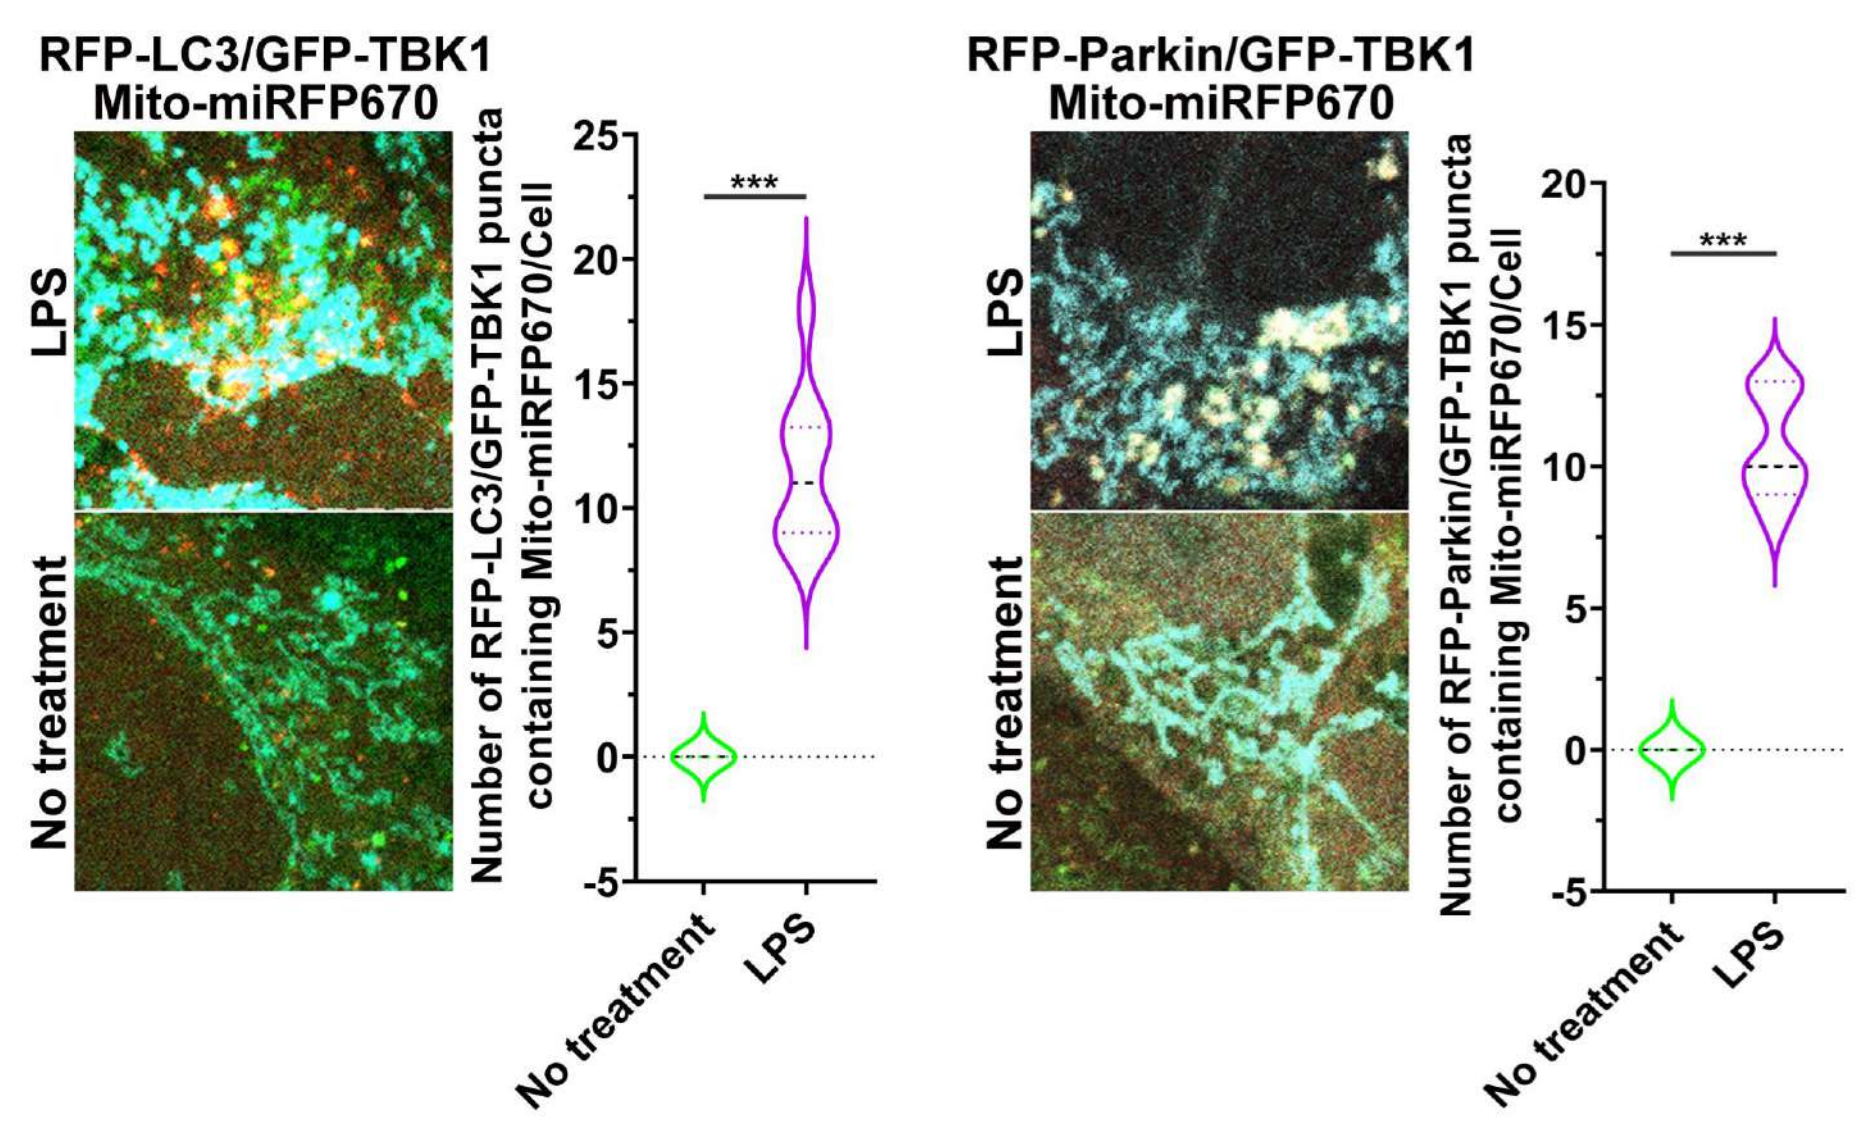 RFP-LC3/GFP-TBK1
Mito-miRFP670
LPS
No treatment
Number of RFP-LC3/GFP-TBK1 puncta
containing Mito-miRFP670/Cell
25
20
15
10
5
0
-5
***
No treatment
LPS
RFP-Parkin/GFP-TBK1
Mito-miRFP670
LPS
No treatment
Number of RFP-Parkin/GFP-TBK1 puncta
containing Mito-miRFP670/Cell
20
15
10
5
0
-5
***
No treatment
LPS